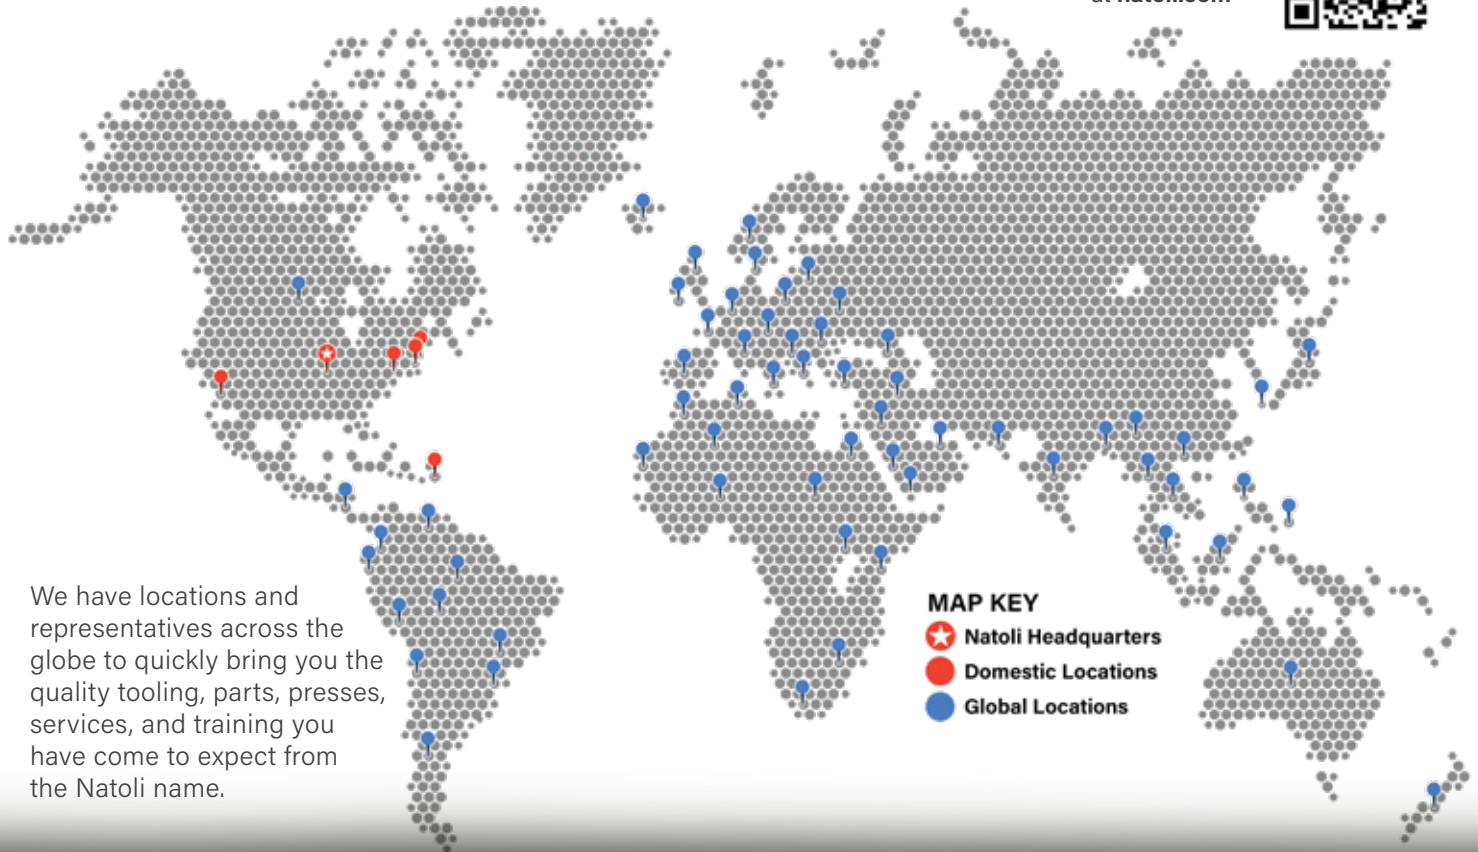 We have locations and
representatives across the
globe to quickly bring you the
quality tooling, parts, presses,
services, and training you
have come to expect from
the Natoli name.
MAP KEY
Natoli Headquarters
Domestic Locations
Global Locations